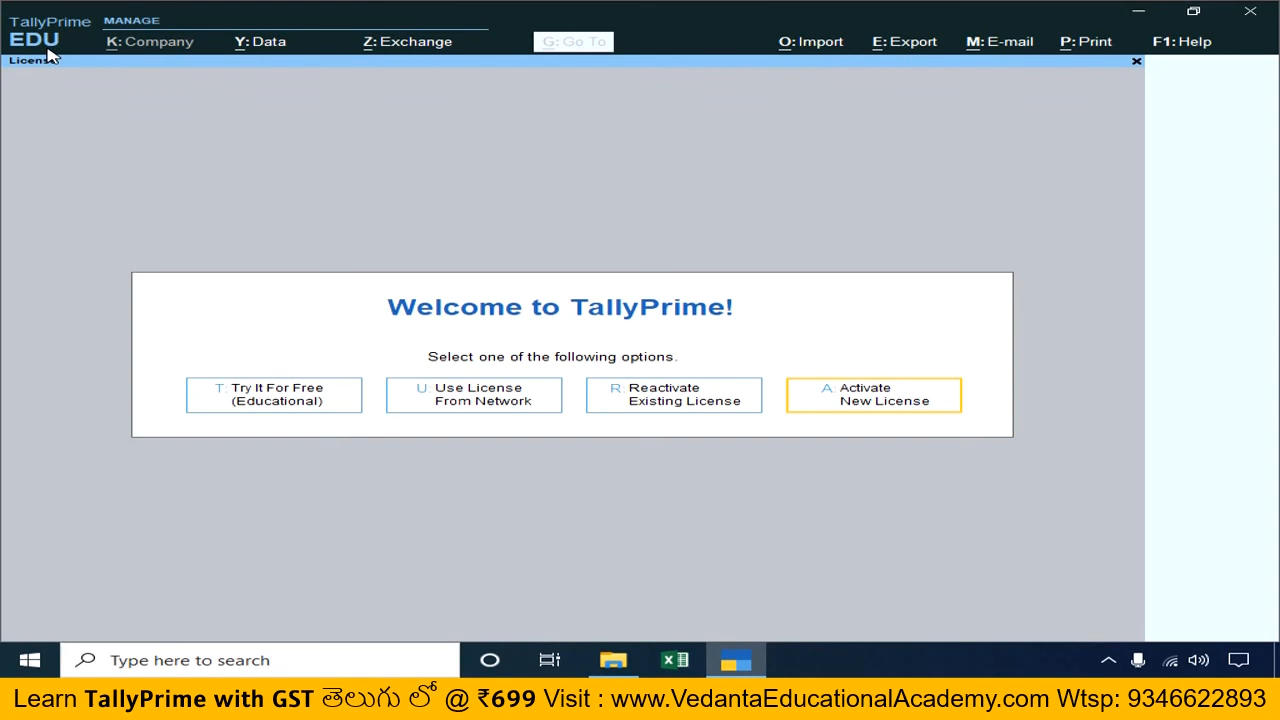 TallyPrime MANAGE
EDU K: Company Y: Data Z: Exchange G: Go To O: Import E: Export M: E-mail P: Print F1: Help
License
Welcome to TallyPrime!
Select one of the following options.
T: Try It For Free
(Educational)
U: Use License
From Network
R: Reactivate
Existing License
A: Activate
New License
Type here to search
Learn TallyPrime with GST తెలుగు లో @ ₹699 Visit : www.VedantaEducationalAcademy.com Wtsp: 9346622893